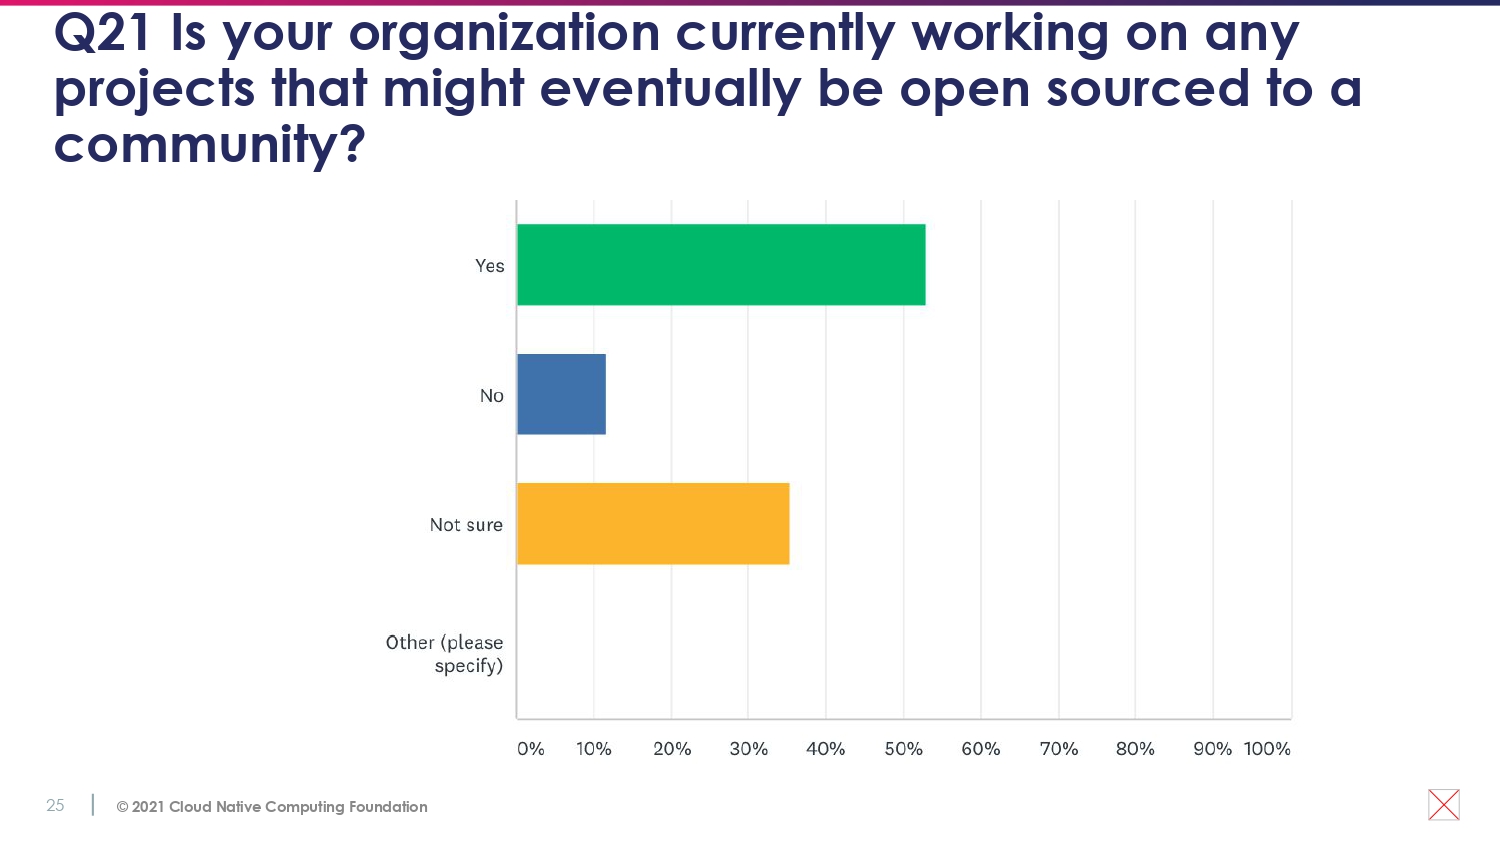 Q21 Is your organization currently working on any
projects that might eventually be open sourced to a
community?
Yes
No
Not sure
Other (please
specify)
0% 10% 20% 30% 40% 50% 60% 70% 80% 90% 100%
25 © 2021 Cloud Native Computing Foundation